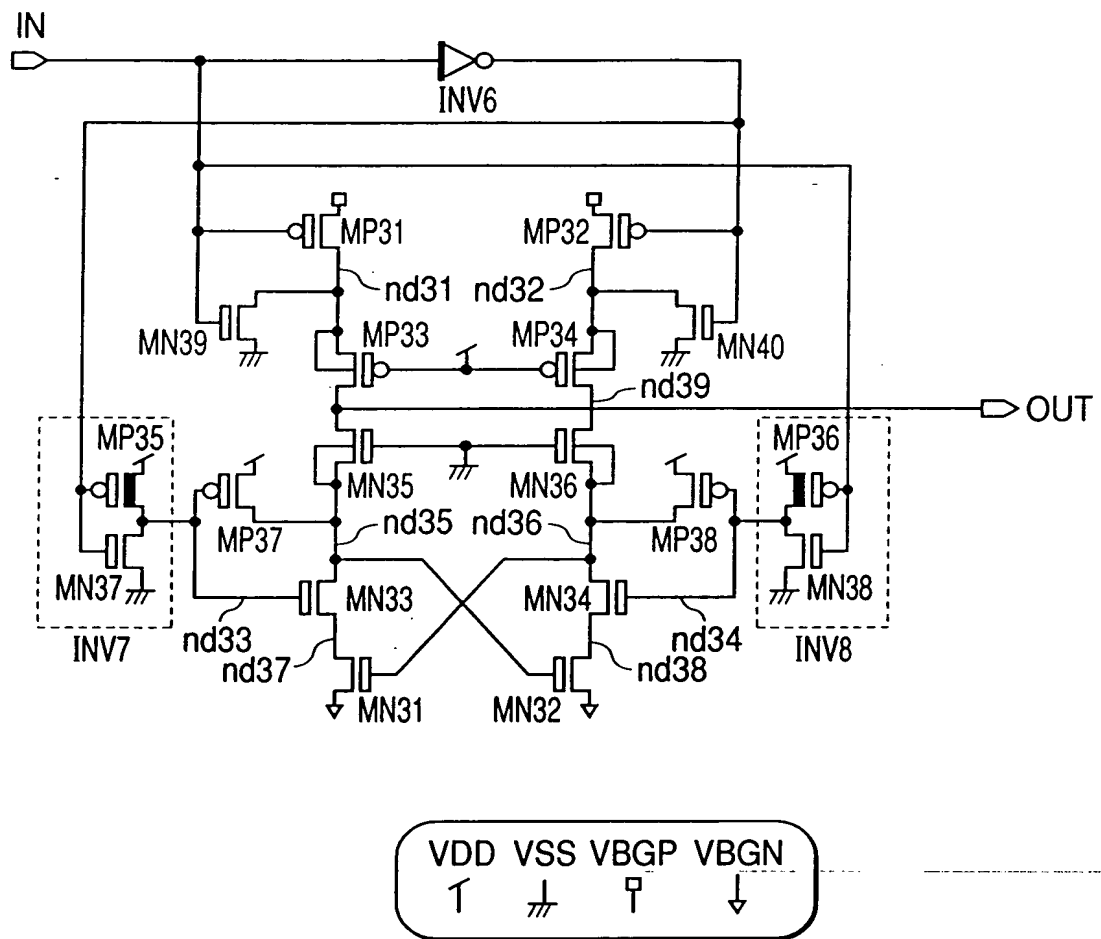 IN
INV6
MP31
MP32
nd31
nd32
MN39
MP33
MP34
MN40
nd39
OUT
MP35
MP36
MN35
MN36
MP37
nd35
nd36
MP38
MN37
MN33
MN34
MN38
INV7
nd33
nd34
INV8
nd37
nd38
MN31
MN32
VDD VSS VBGP VBGN